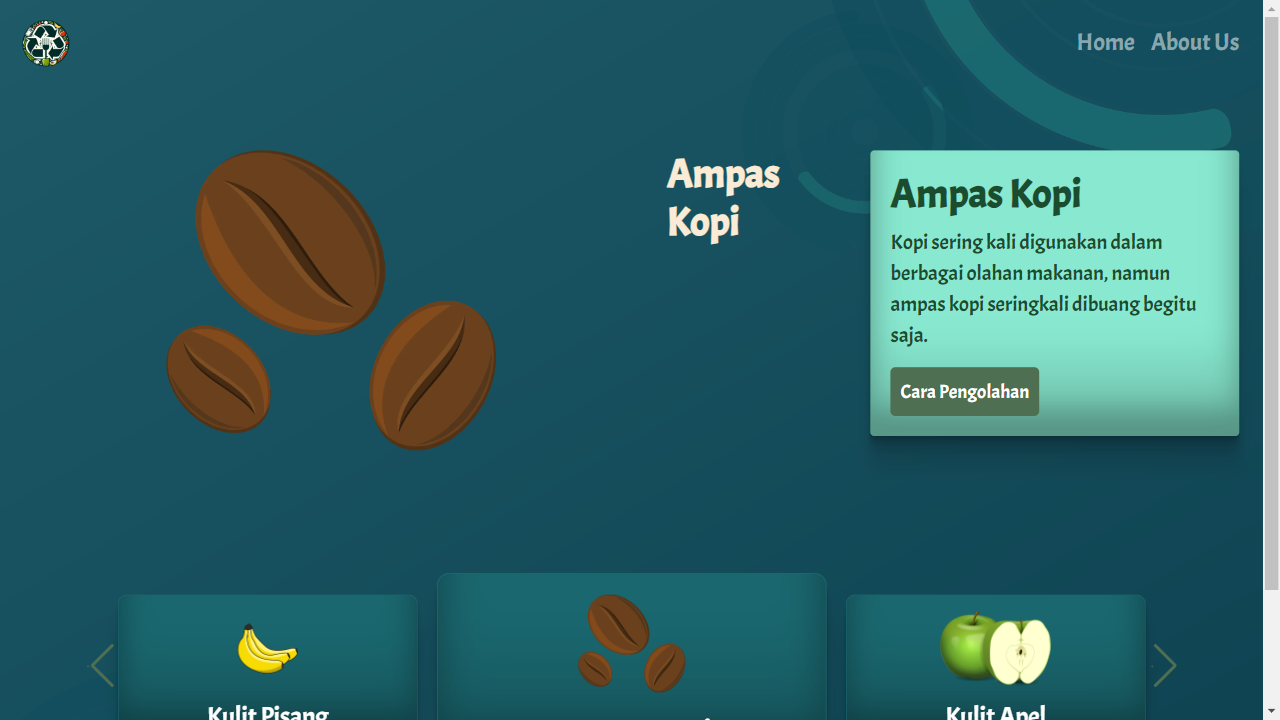 Home About Us
Ampas
Kopi
Ampas Kopi
Kopi sering kali digunakan dalam
berbagai olahan makanan, namun
ampas kopi seringkali dibuang begitu
saja.
Cara Pengolahan
Kulit Pisang
Kulit Apel